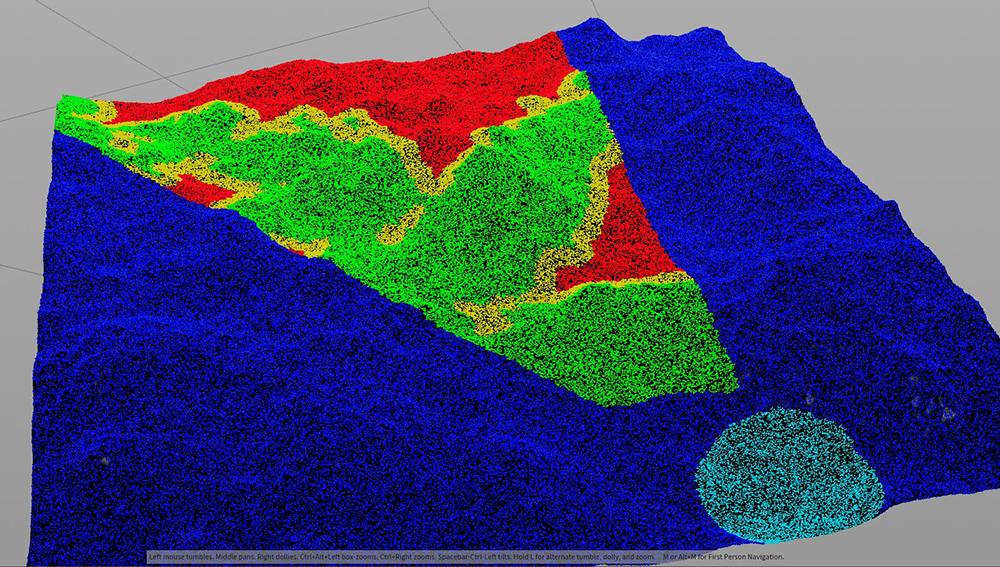 Left mouse tumbles. Middle pans. Right dollies. Ctrl+Alt+Left box-zooms. Ctrl+Right zooms. Spacebar-Ctrl-Left tilts. Hold L for alternate tumble, dolly, and zoom. M or Alt+M for First Person Navigation.